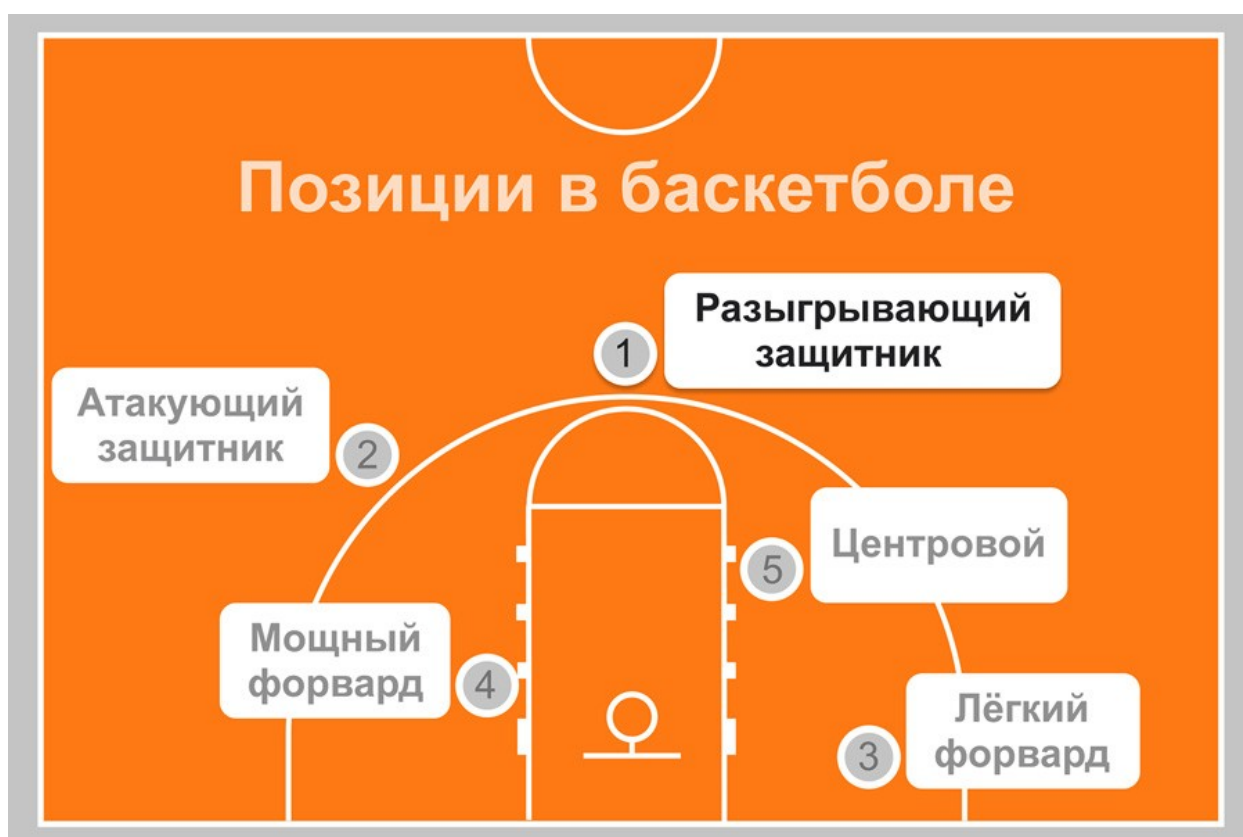 Позиции в баскетболе
1
Разыгрывающий
защитник
Атакующий
защитник
2
5
Центровой
Мощный
форвард
4
3
Лёгкий
форвард